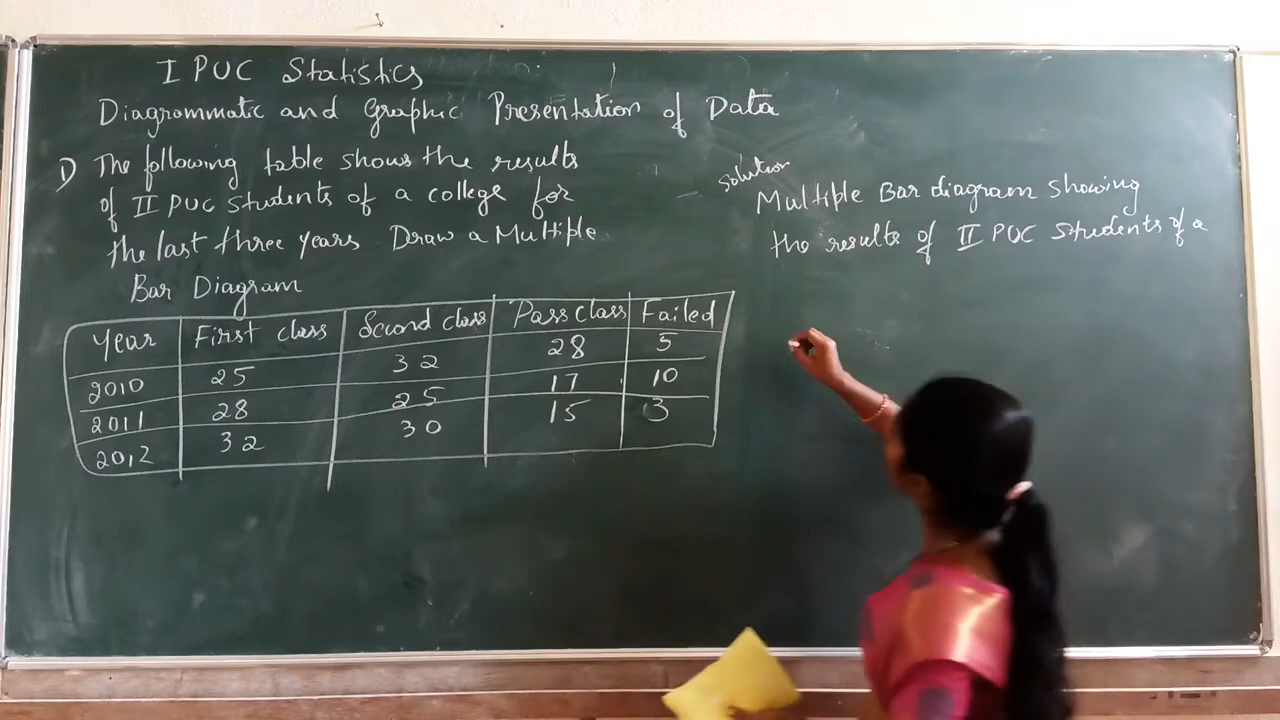 I PUC Statistics
Diagrammatic and Graphic Presentation of Data
1) The following table shows the results
of II PUC Students of a college for
the last three years Draw a Multiple
Bar Diagram
Year First class Second class Pass class Failed
2010 25 32 28 5
2011 28 25 17 10
2012 32 30 15 3
Solution
Multiple Bar diagram showing
the results of II PUC Students of a